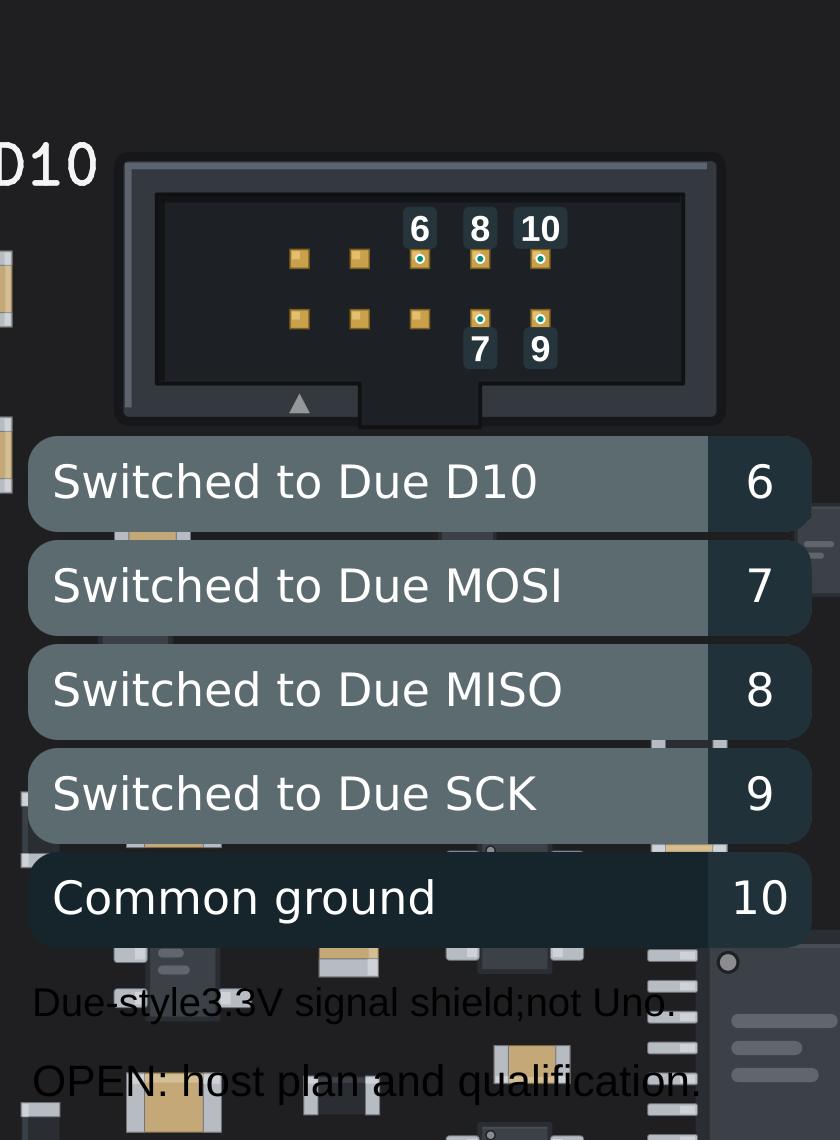 D10
6 8 10
7 9
Switched to Due D10 6
Switched to Due MOSI 7
Switched to Due MISO 8
Switched to Due SCK 9
Common ground 10
Due-style3.3V signal shield;not Uno.
OPEN: host plan and qualification.